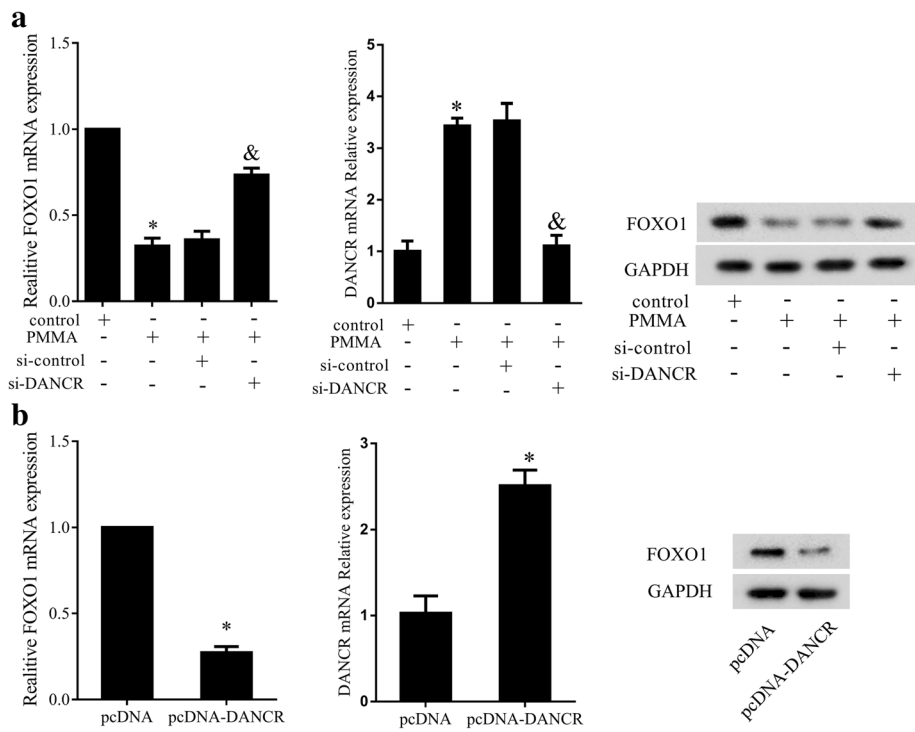 a
Realitive FOXO1 mRNA expression
1.5
1.0
0.5
0.0
*
&
control + - - -
PMMA - + + +
si-control - - + -
si-DANCR - - - +
DANCR mRNA Relative expression
5
4
3
2
1
0
*
&
control + - - -
PMMA - + + +
si-control - - + -
si-DANCR - - - +
FOXO1
GAPDH
control + - - -
PMMA - + + +
si-control - - + -
si-DANCR - - - +
b
Realitive FOXO1 mRNA expression
1.5
1.0
0.5
0.0
*
pcDNA pcDNA-DANCR
DANCR mRNA Relative expression
3
2
1
0
*
pcDNA pcDNA-DANCR
FOXO1
GAPDH
pcDNA
pcDNA-DANCR